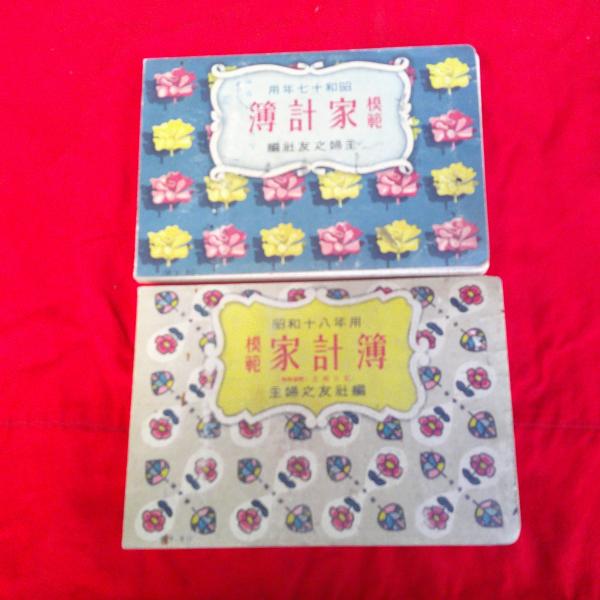 昭和十七年用
模範家計簿
主婦之友社編
昭和十八年用
模範家計簿
主婦之友社編